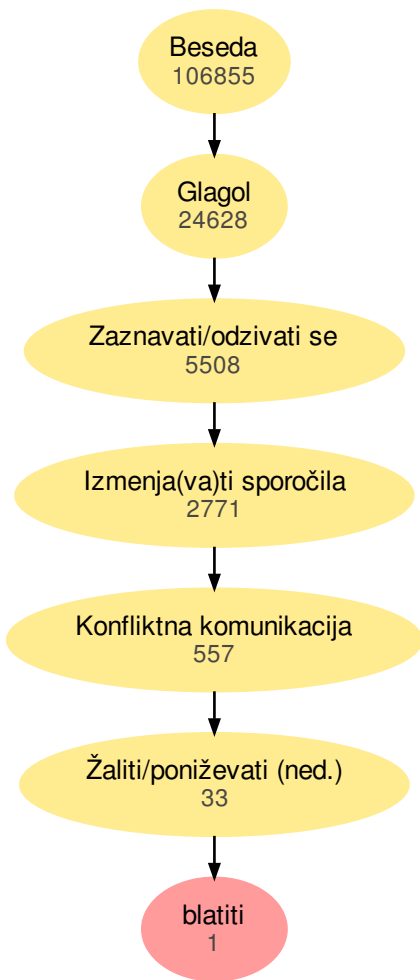 Beseda
106855
Glagol
24628
Zaznavati/odzivati se
5508
Izmenja(va)ti sporočila
2771
Konfliktna komunikacija
557
Žaliti/poniževati (ned.)
33
blatiti
1